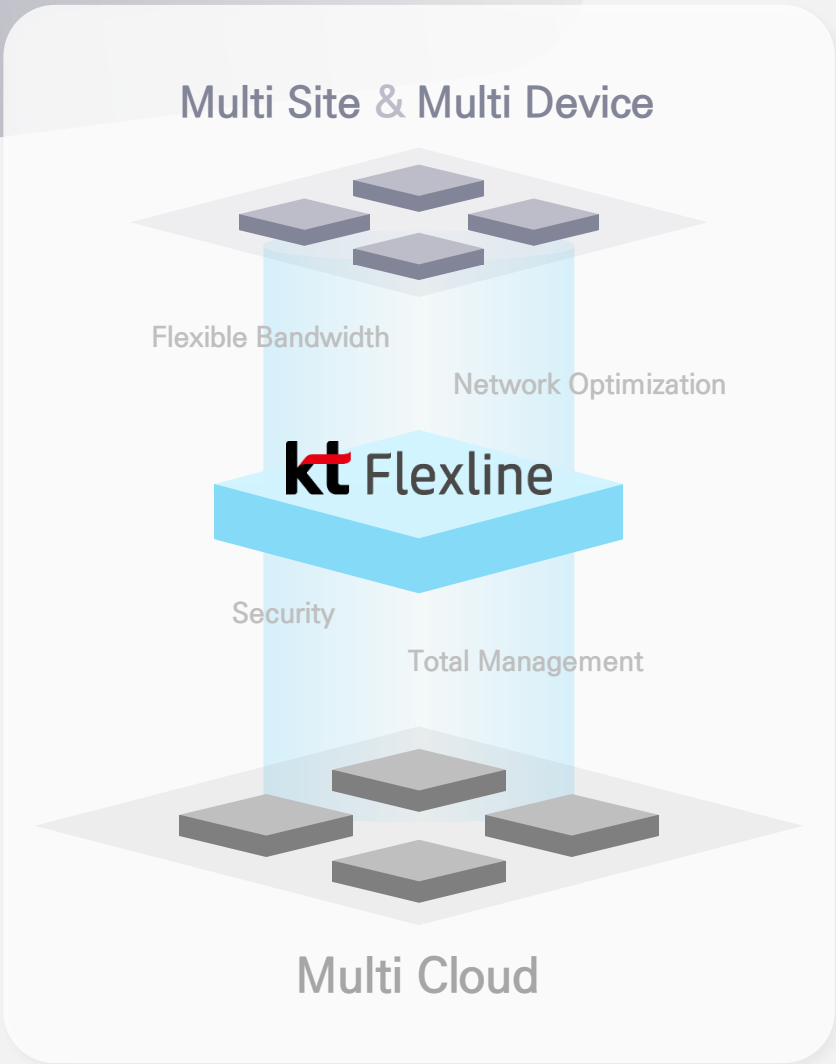 Multi Site & Multi Device
Flexible Bandwidth
Network Optimization
kt Flexline
Security
Total Management
Multi Cloud